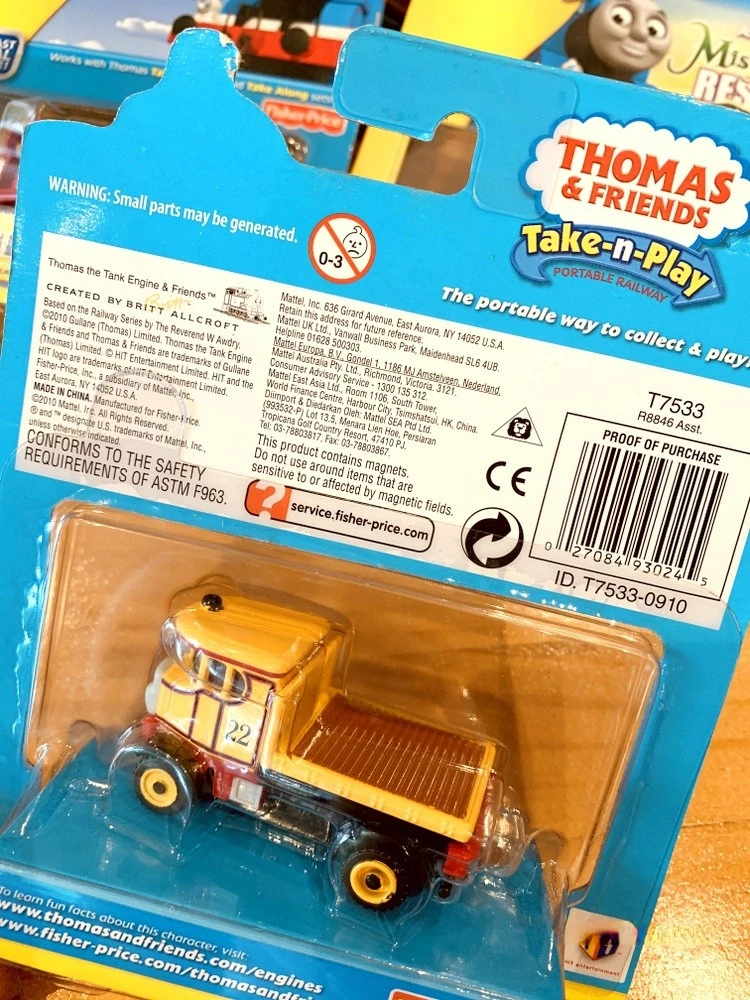 Works with Thomas Ta
d Take Along
Fisher-Price
Mis
RES
WARNING: Small parts may be generated.
0-3
THOMAS
& FRIENDS
Take-n-Play
PORTABLE RAILWAY
The portable way to collect & play!
Thomas the Tank Engine & Friends™
CREATED BY BRITT ALLCROFT
Based on the Railway Series by The Reverend W Awdry.
©2010 Gullane (Thomas) Limited. Thomas the Tank Engine
& Friends and Thomas & Friends are trademarks of Gullane
(Thomas) Limited. © HIT Entertainment Limited. HIT and the
HIT logo are trademarks of HIT Entertainment Limited.
Fisher-Price, Inc., a subsidiary of Mattel, Inc.,
East Aurora, NY 14052 U.S.A.
MADE IN CHINA. Manufactured for Fisher-Price.
©2010 Mattel, Inc. All Rights Reserved.
® and ™ designate U.S. trademarks of Mattel, Inc.,
unless otherwise indicated.
CONFORMS TO THE SAFETY
REQUIREMENTS OF ASTM F963.
Mattel, Inc. 636 Girard Avenue, East Aurora, NY 14052 U.S.A.
Retain this address for future reference.
Mattel UK Ltd., Vanwall Business Park, Maidenhead SL6 4UB.
Helpline 01628 500303.
Mattel Europa, B.V., Gondel 1, 1186 MJ Amstelveen, Nederland.
Mattel Australia Pty. Ltd., Richmond, Victoria. 3121.
Consumer Advisory Service - 1300 135 312.
Mattel East Asia Ltd., Room 1106, South Tower,
World Finance Centre, Harbour City, Tsimshatsui, HK, China.
Diimport & Diedarkan Oleh: Mattel SEA Ptd Ltd.
(993532-P) Lot 13.5, Menara Lien Hoe, Persiaran
Tropicana Golf Country Resort, 47410 PJ.
Tel: 03-78803817. Fax: 03-78803867.
This product contains magnets.
Do not use around items that are
sensitive to or affected by magnetic fields.
? service.fisher-price.com
CE
T7533
R8846 Asst.
PROOF OF PURCHASE
0 27084 93024 5
ID. T7533-0910
22
To learn fun facts about this character, visit:
www.thomasandfriends.com/engines
www.fisher-price.com/thomasandfri
HIT entertainment